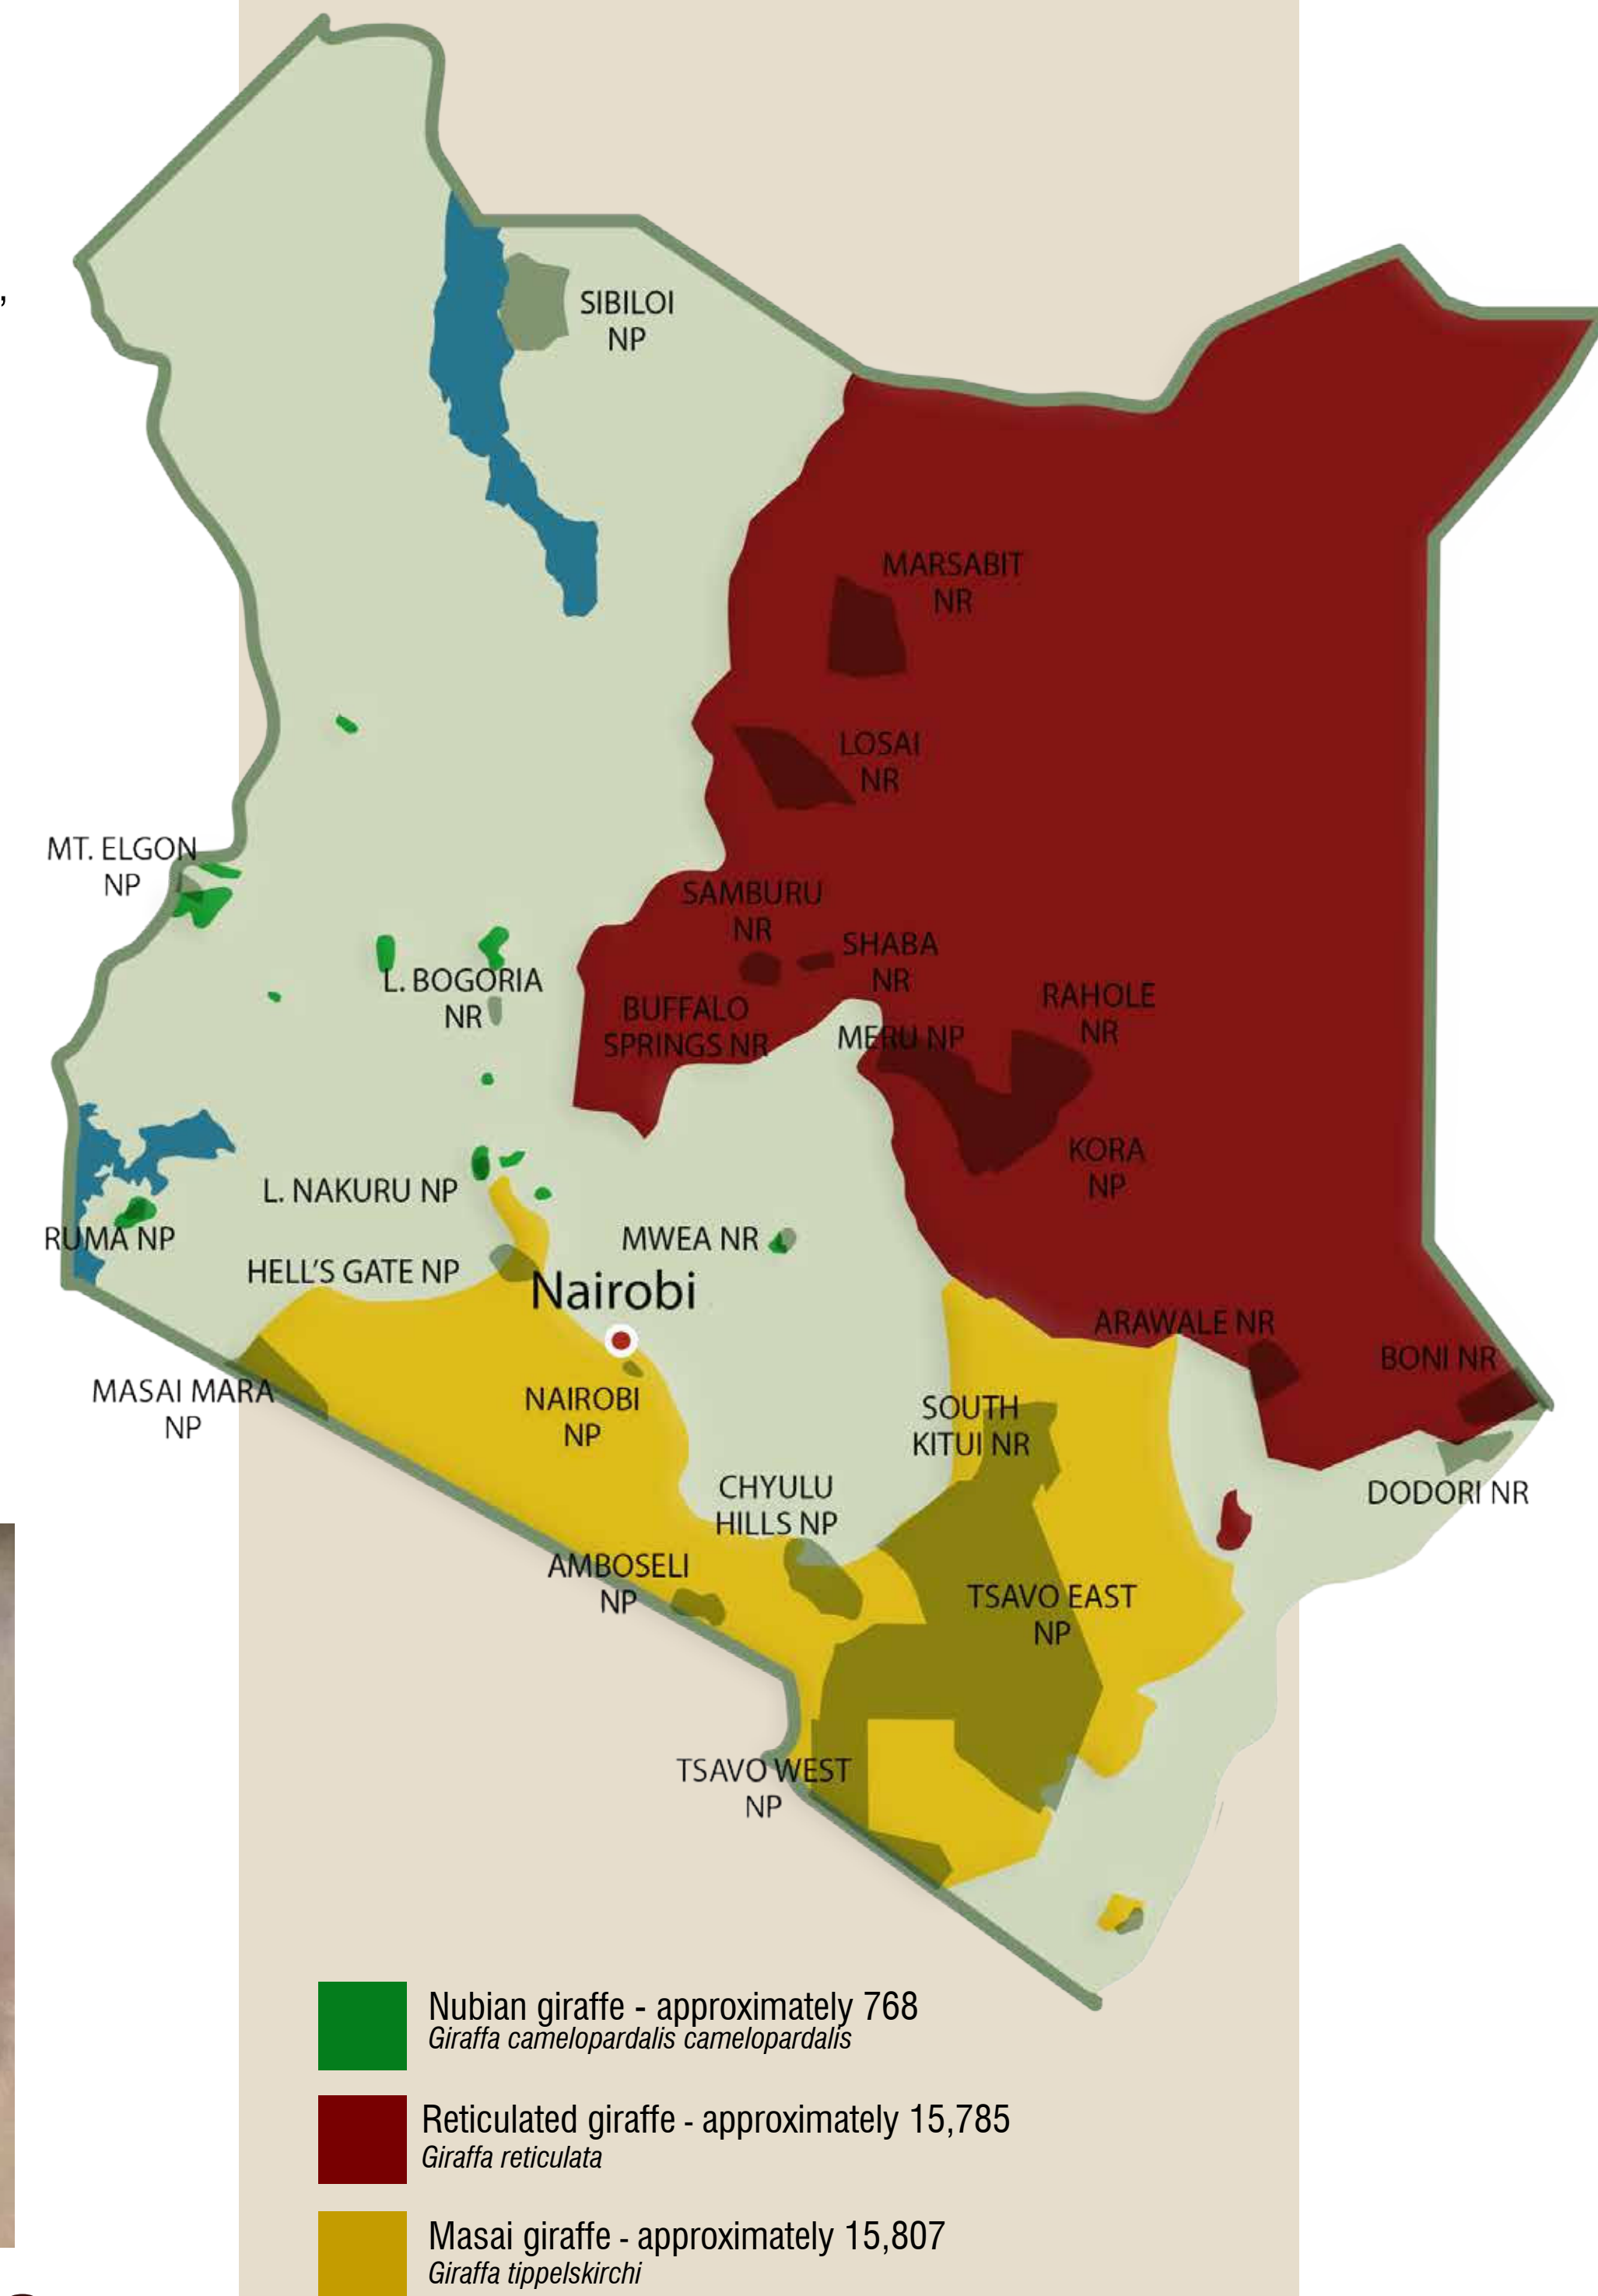 ,
SIBILOI
NP
MARSABIT
NR
LOSAI
NR
MT. ELGON
NP
SAMBURU
NR
SHABA
NR
L. BOGORIA
NR
BUFFALO
SPRINGS NR
MERU NP
RAHOLE
NR
KORA
NP
L. NAKURU NP
RUMA NP
MWEA NR
HELL'S GATE NP
Nairobi
ARAWALE NR
BONI NR
MASAI MARA
NP
NAIROBI
NP
SOUTH
KITUI NR
CHYULU
HILLS NP
DODORI NR
AMBOSELI
NP
TSAVO EAST
NP
TSAVO WEST
NP
Nubian giraffe - approximately 768
Giraffa camelopardalis camelopardalis
Reticulated giraffe - approximately 15,785
Giraffa reticulata
Masai giraffe - approximately 15,807
Giraffa tippelskirchi